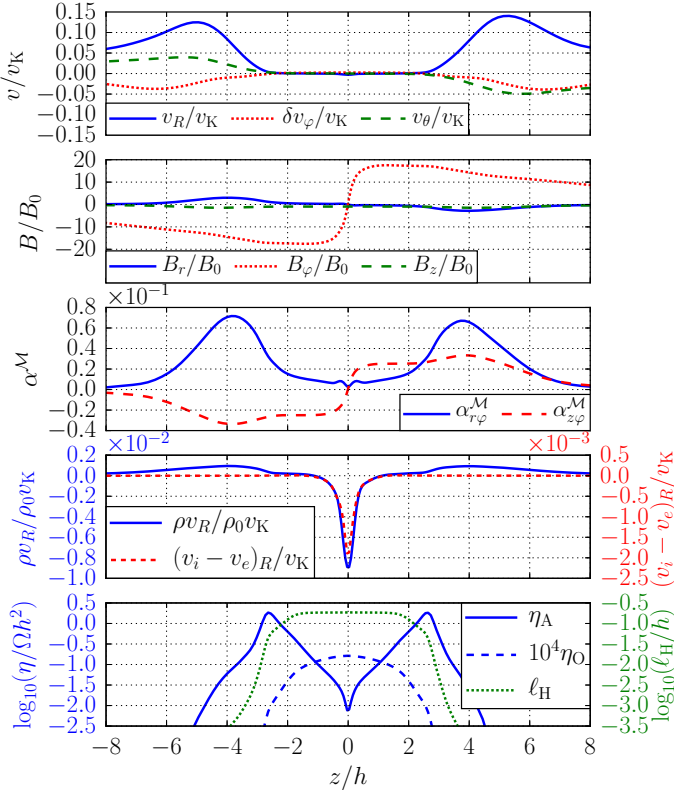 0.15
0.10
0.05
0.00
−0.05
−0.10
−0.15
v/v_K
v_R/v_K δv_φ/v_K v_θ/v_K
20
10
0
−10
−20
B/B_0
B_r/B_0 B_φ/B_0 B_z/B_0
×10^−1
0.8
0.6
0.4
0.2
0.0
−0.2
−0.4
α^ℳ
α^ℳ_rφ α^ℳ_zφ
×10^−2 ×10^−3
0.2
0.0
−0.2
−0.4
−0.6
−0.8
−1.0
ρv_R/ρ_0v_K
ρv_R/ρ_0v_K
(v_i − v_e)_R/v_K
0.5
0.0
−0.5
−1.0
−1.5
−2.0
−2.5
(v_i − v_e)_R/v_K
0.5
0.0
−0.5
−1.0
−1.5
−2.0
−2.5
log_10(η/Ωh^2)
η_A
10^4η_O
ℓ_H
−0.5
−1.0
−1.5
−2.0
−2.5
−3.0
−3.5
log_10(ℓ_H/h)
−8 −6 −4 −2 0 2 4 6 8
z/h